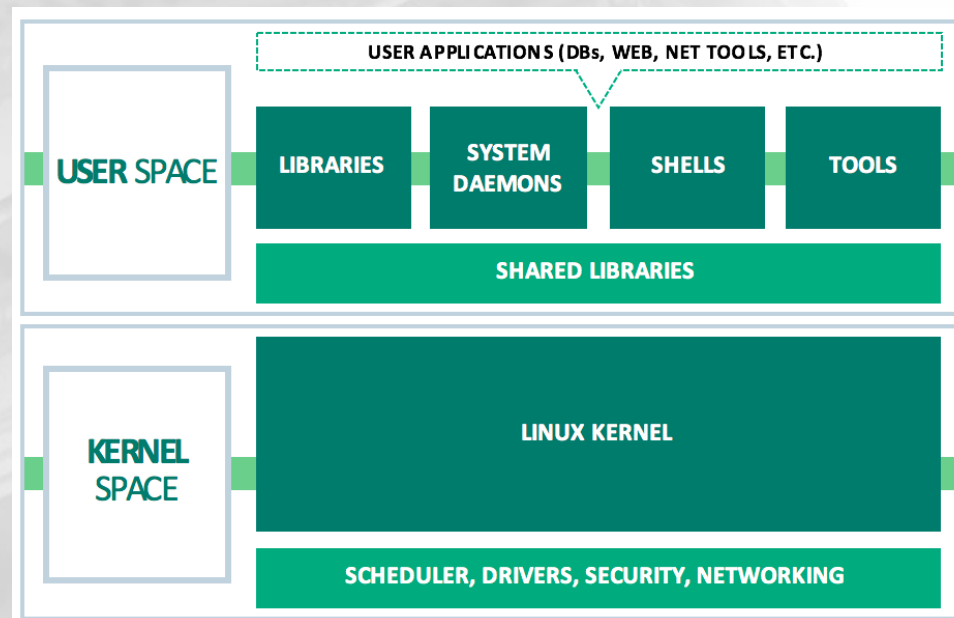 USER APPLICATIONS (DBs, WEB, NET TOOLS, ETC.)
USER SPACE
LIBRARIES
SYSTEM
DAEMONS
SHELLS
TOOLS
SHARED LIBRARIES
KERNEL
SPACE
LINUX KERNEL
SCHEDULER, DRIVERS, SECURITY, NETWORKING